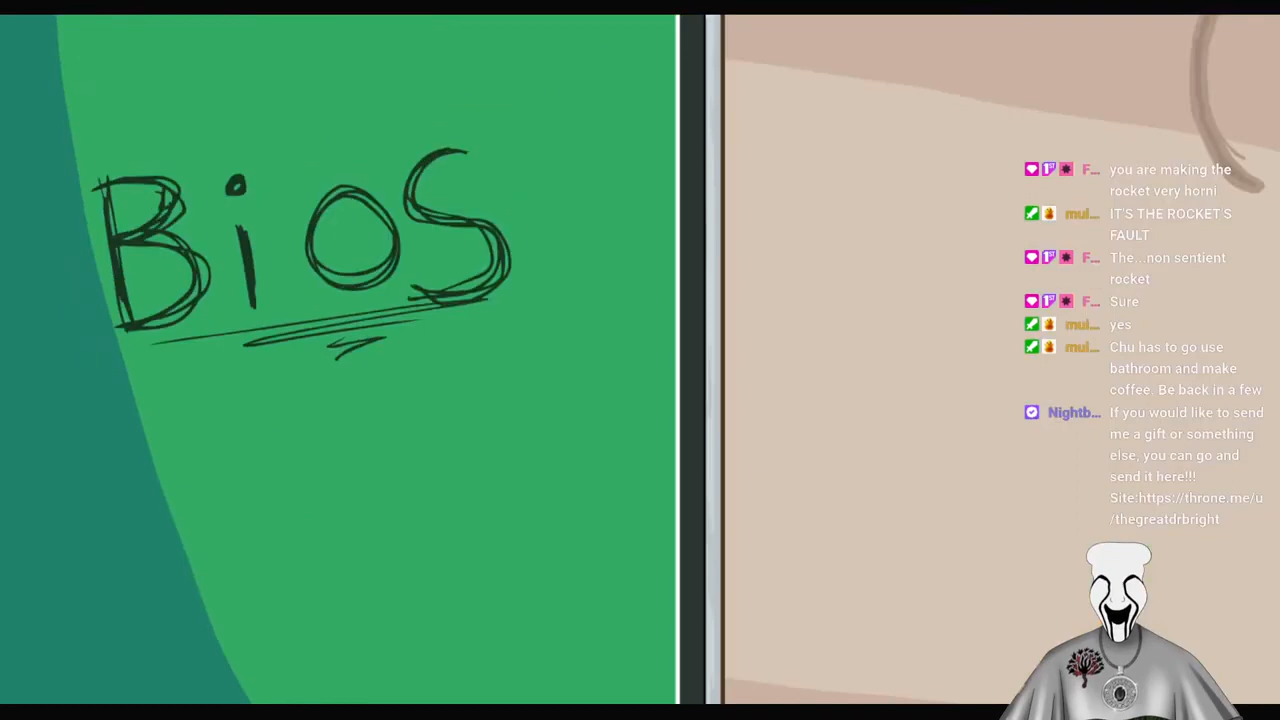 BiOS
F... you are making the
rocket very horni
mul... IT'S THE ROCKET'S
FAULT
F... The...non sentient
rocket
F... Sure
mul... yes
mul... Chu has to go use
bathroom and make
coffee. Be back in a few
Nightb... If you would like to send
me a gift or something
else, you can go and
send it here!!!
Site:https://throne.me/u
/thegreatdrbright